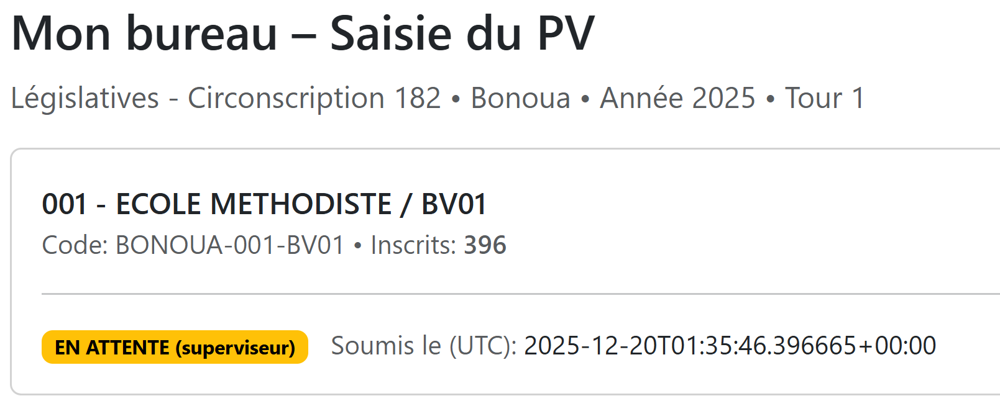 Mon bureau – Saisie du PV
Législatives - Circonscription 182 • Bonoua • Année 2025 • Tour 1
001 - ECOLE METHODISTE / BV01
Code: BONOUA-001-BV01 • Inscrits: 396
EN ATTENTE (superviseur) Soumis le (UTC): 2025-12-20T01:35:46.396665+00:00